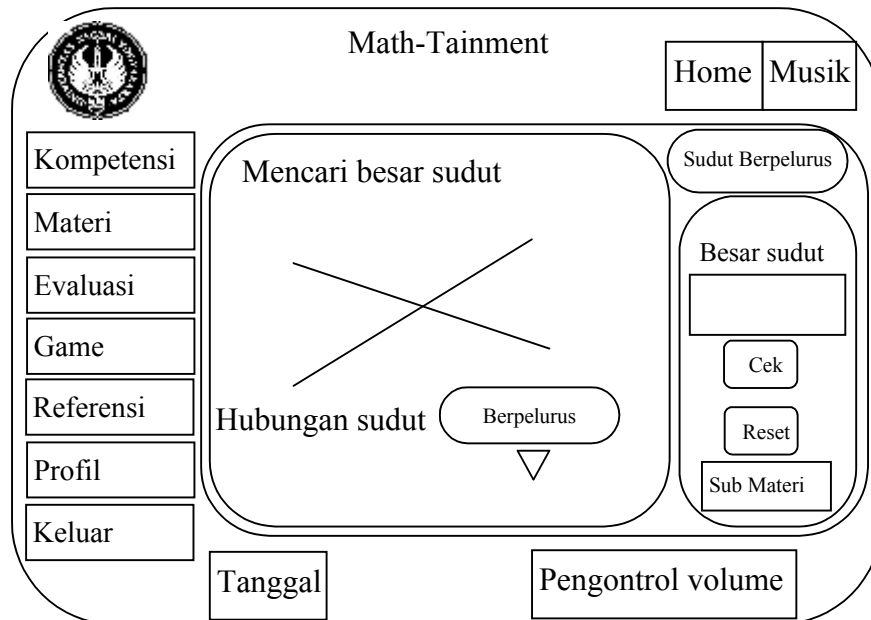 Math-Tainment
Home
Musik
Kompetensi
Materi
Evaluasi
Game
Referensi
Profil
Keluar
Mencari besar sudut
Hubungan sudut
Berpelurus
Sudut Berpelurus
Besar sudut
Cek
Reset
Sub Materi
Tanggal
Pengontrol volume